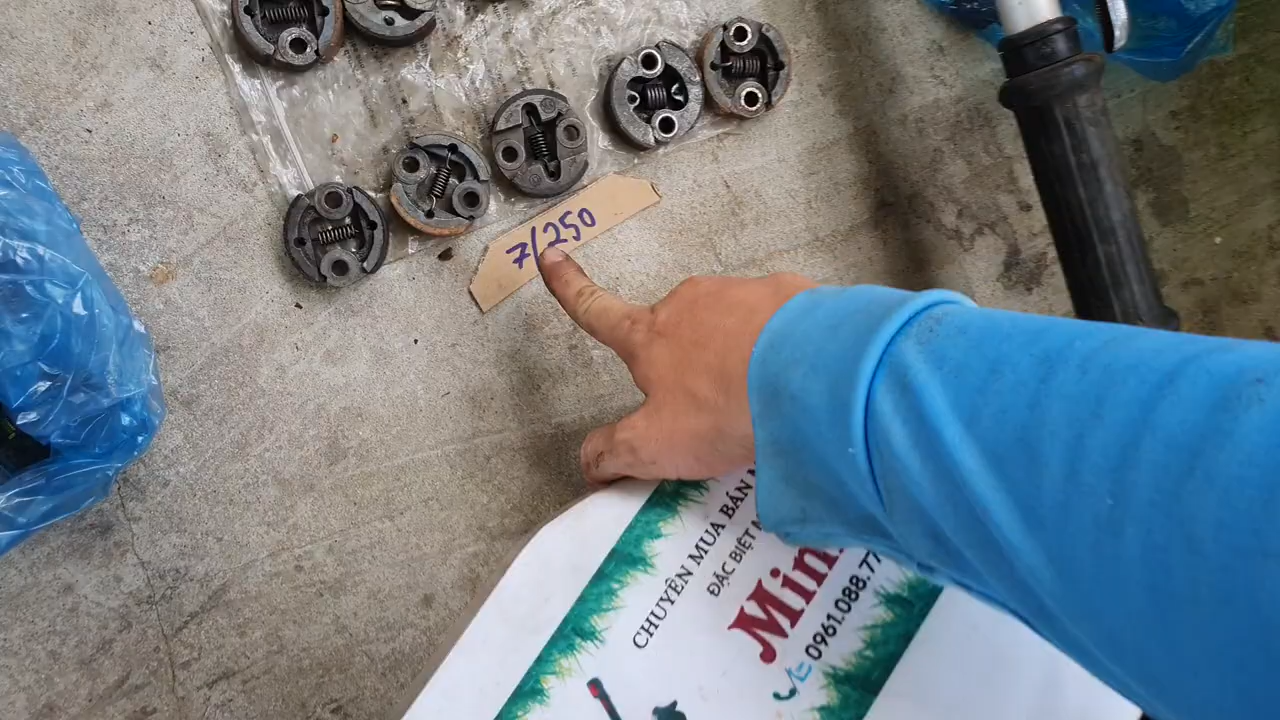 7/250
CHUYÊN MUA BÁN
ĐẶC BIỆT
Min
0961.088.77